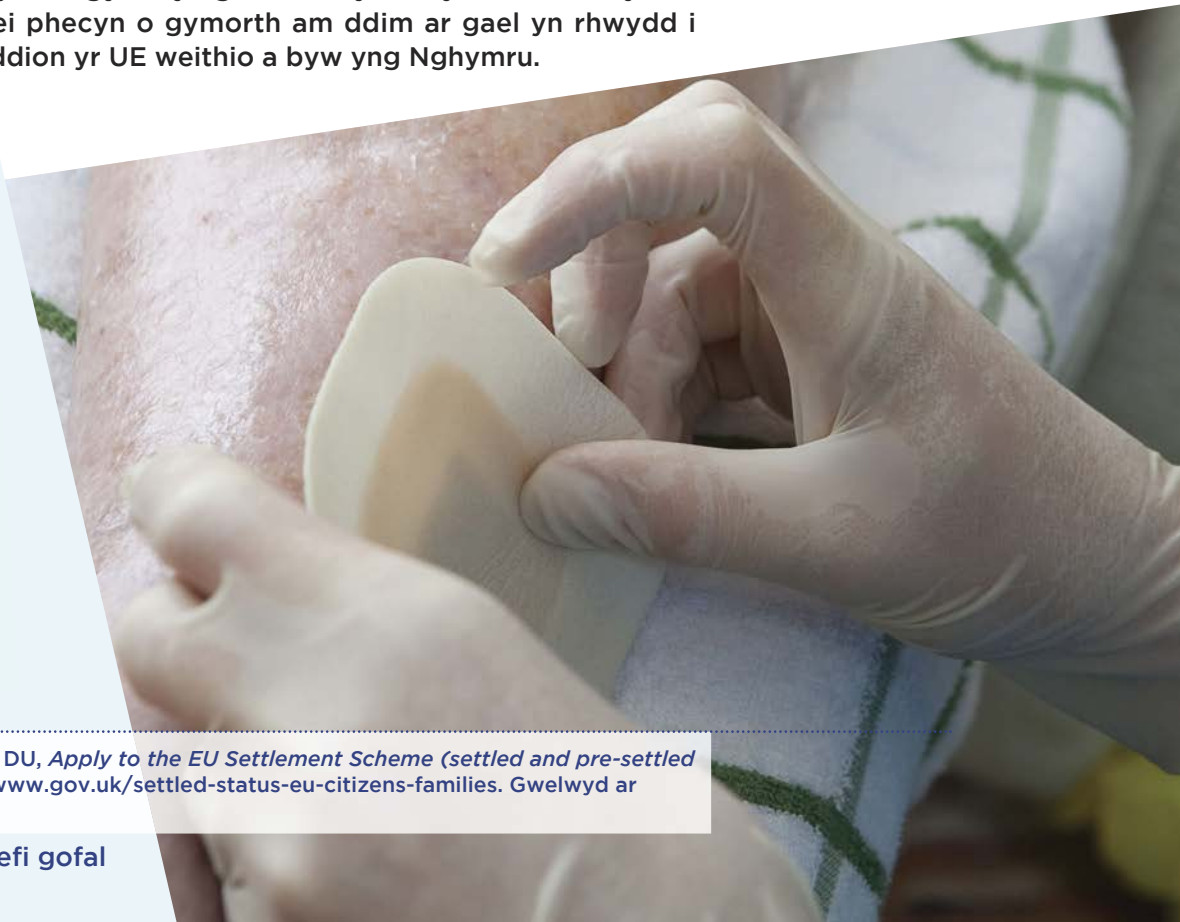 ei phecyn o gymorth am ddim ar gael yn rhwydd i
ddion yr UE weithio a byw yng Nghymru.
DU, Apply to the EU Settlement Scheme (settled and pre-settled
www.gov.uk/settled-status-eu-citizens-families. Gwelwyd ar
efi gofal